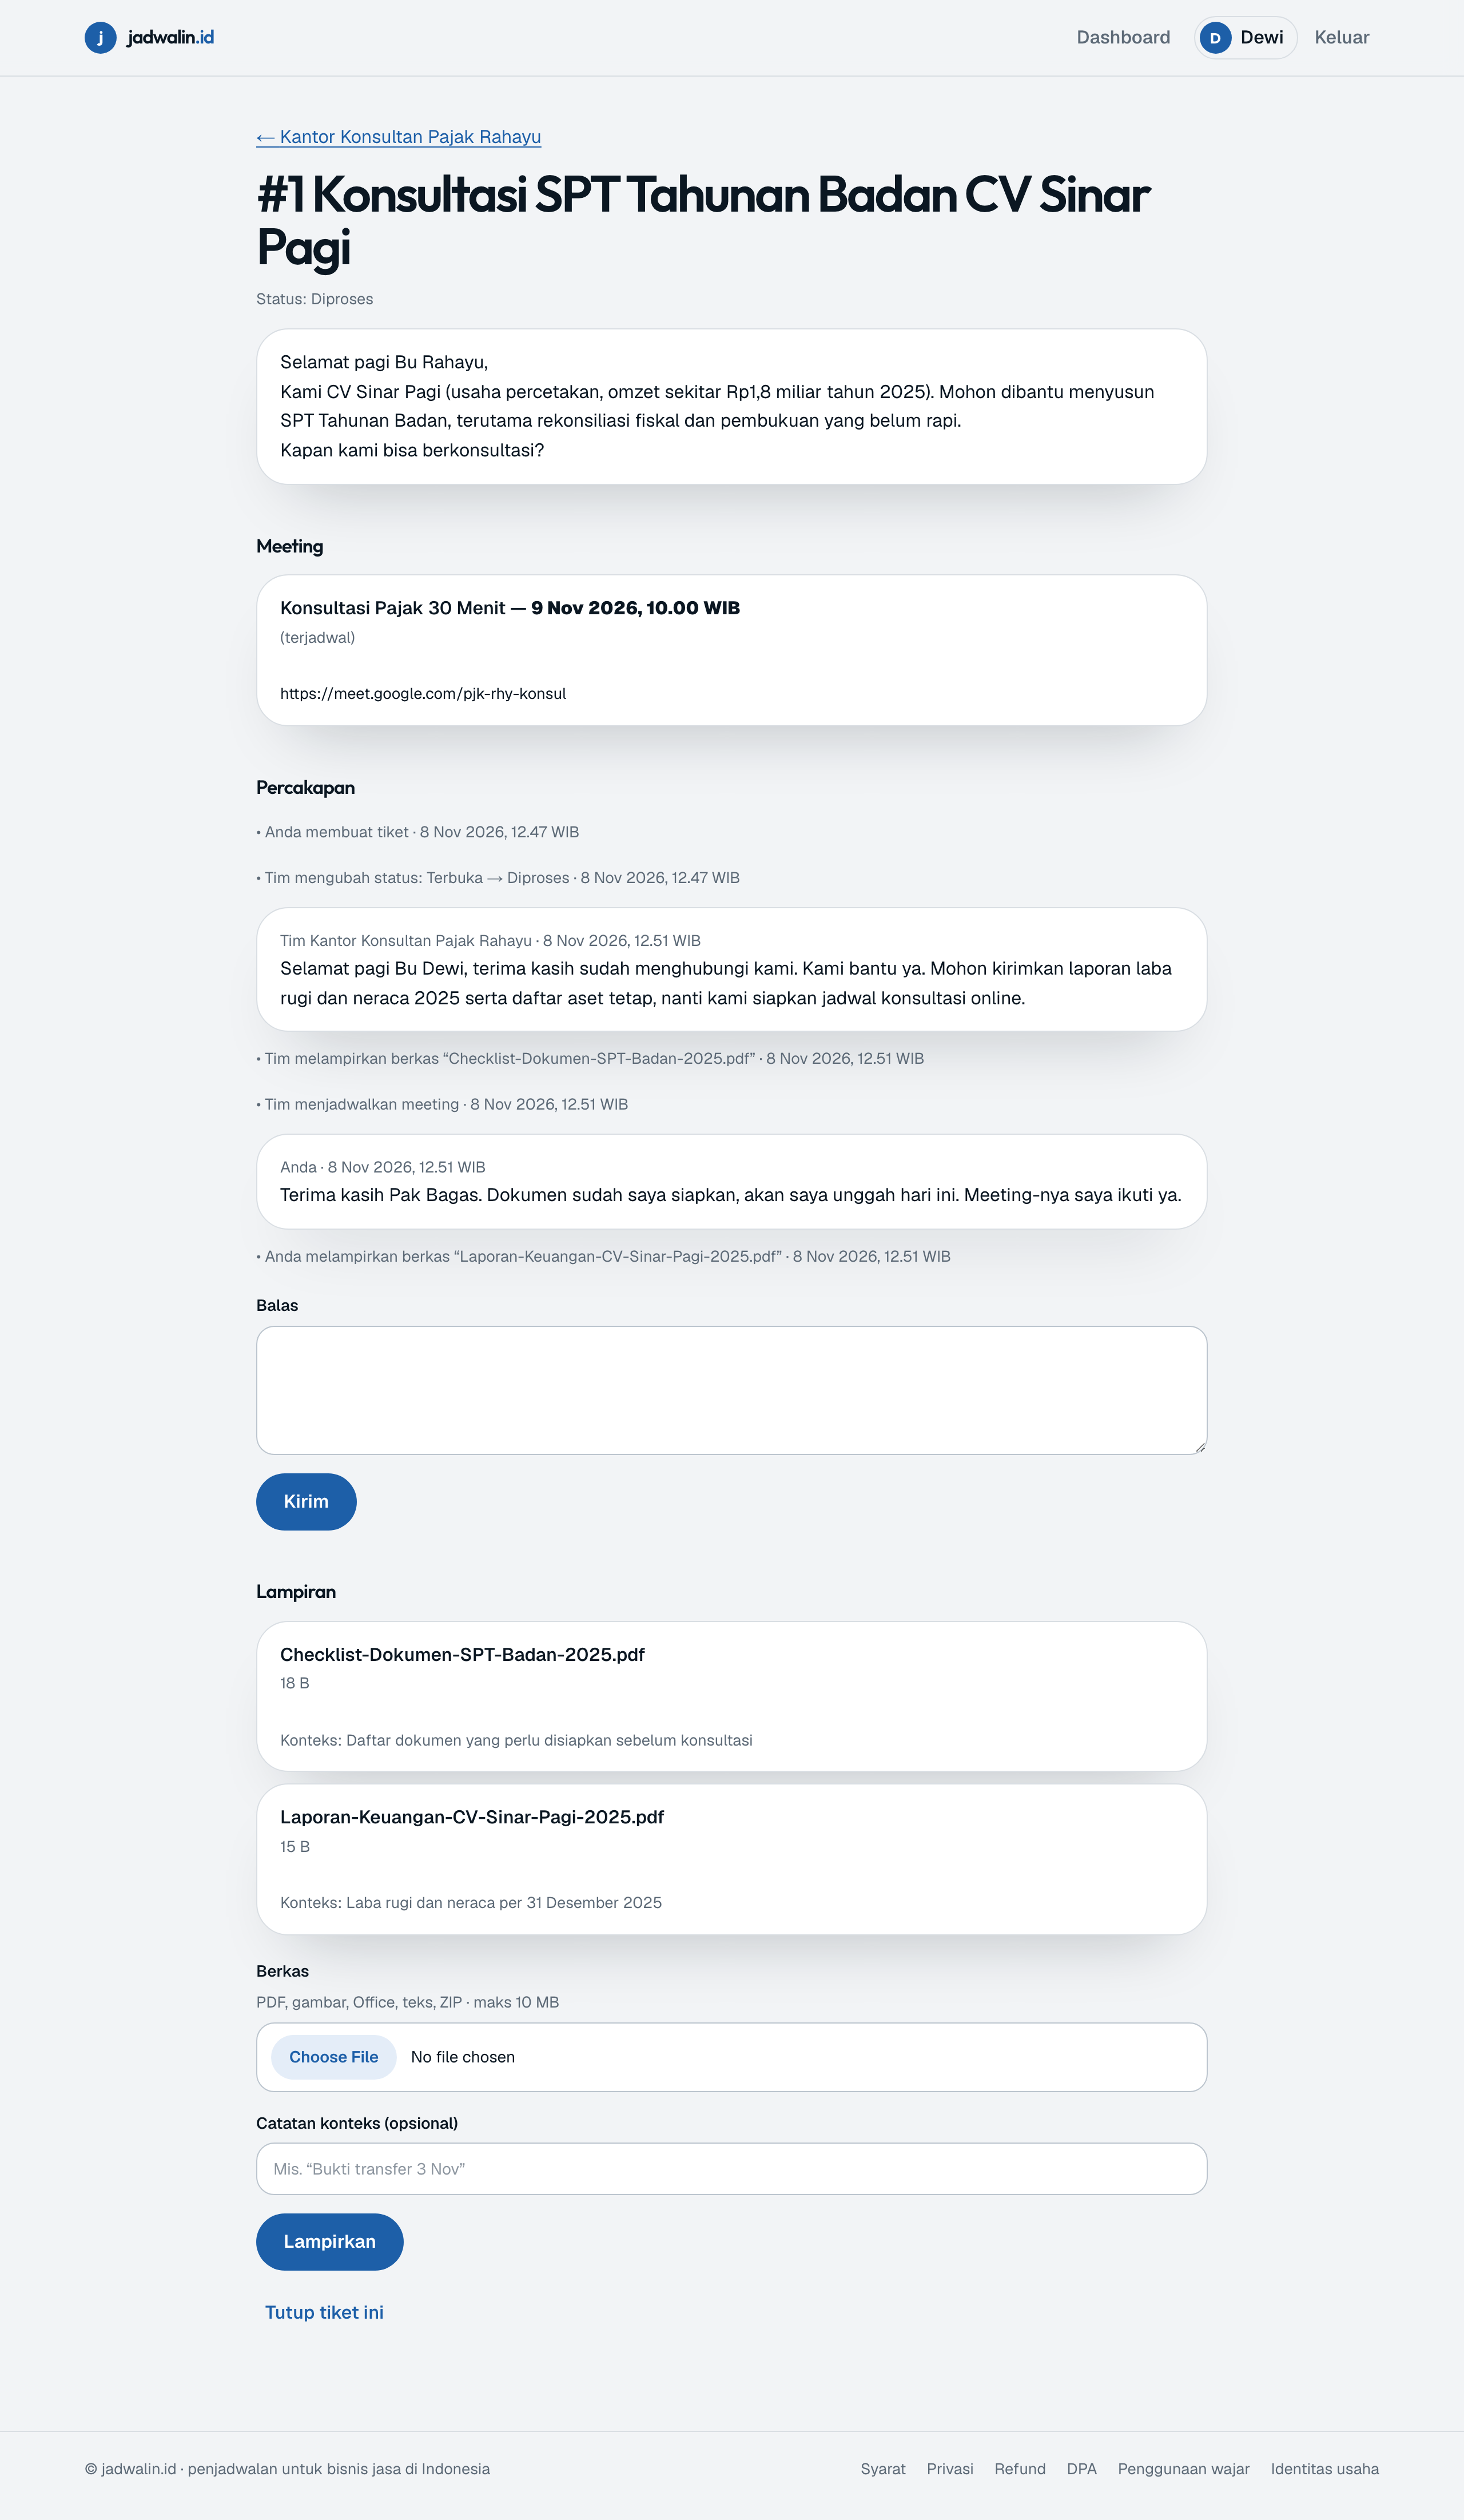 j jadwalin.id
Dashboard
D Dewi
Keluar
← Kantor Konsultan Pajak Rahayu
#1 Konsultasi SPT Tahunan Badan CV Sinar
Pagi
Status: Diproses
Selamat pagi Bu Rahayu,
Kami CV Sinar Pagi (usaha percetakan, omzet sekitar Rp1,8 miliar tahun 2025). Mohon dibantu menyusun
SPT Tahunan Badan, terutama rekonsiliasi fiskal dan pembukuan yang belum rapi.
Kapan kami bisa berkonsultasi?
Meeting
Konsultasi Pajak 30 Menit — 9 Nov 2026, 10.00 WIB
(terjadwal)
https://meet.google.com/pjk-rhy-konsul
Percakapan
• Anda membuat tiket · 8 Nov 2026, 12.47 WIB
• Tim mengubah status: Terbuka → Diproses · 8 Nov 2026, 12.47 WIB
Tim Kantor Konsultan Pajak Rahayu · 8 Nov 2026, 12.51 WIB
Selamat pagi Bu Dewi, terima kasih sudah menghubungi kami. Kami bantu ya. Mohon kirimkan laporan laba
rugi dan neraca 2025 serta daftar aset tetap, nanti kami siapkan jadwal konsultasi online.
• Tim melampirkan berkas “Checklist-Dokumen-SPT-Badan-2025.pdf” · 8 Nov 2026, 12.51 WIB
• Tim menjadwalkan meeting · 8 Nov 2026, 12.51 WIB
Anda · 8 Nov 2026, 12.51 WIB
Terima kasih Pak Bagas. Dokumen sudah saya siapkan, akan saya unggah hari ini. Meeting-nya saya ikuti ya.
• Anda melampirkan berkas “Laporan-Keuangan-CV-Sinar-Pagi-2025.pdf” · 8 Nov 2026, 12.51 WIB
Balas
Kirim
Lampiran
Checklist-Dokumen-SPT-Badan-2025.pdf
18 B
Konteks: Daftar dokumen yang perlu disiapkan sebelum konsultasi
Laporan-Keuangan-CV-Sinar-Pagi-2025.pdf
15 B
Konteks: Laba rugi dan neraca per 31 Desember 2025
Berkas
PDF, gambar, Office, teks, ZIP · maks 10 MB
Choose File No file chosen
Catatan konteks (opsional)
Mis. “Bukti transfer 3 Nov”
Lampirkan
Tutup tiket ini
© jadwalin.id · penjadwalan untuk bisnis jasa di Indonesia
Syarat Privasi Refund DPA Penggunaan wajar Identitas usaha